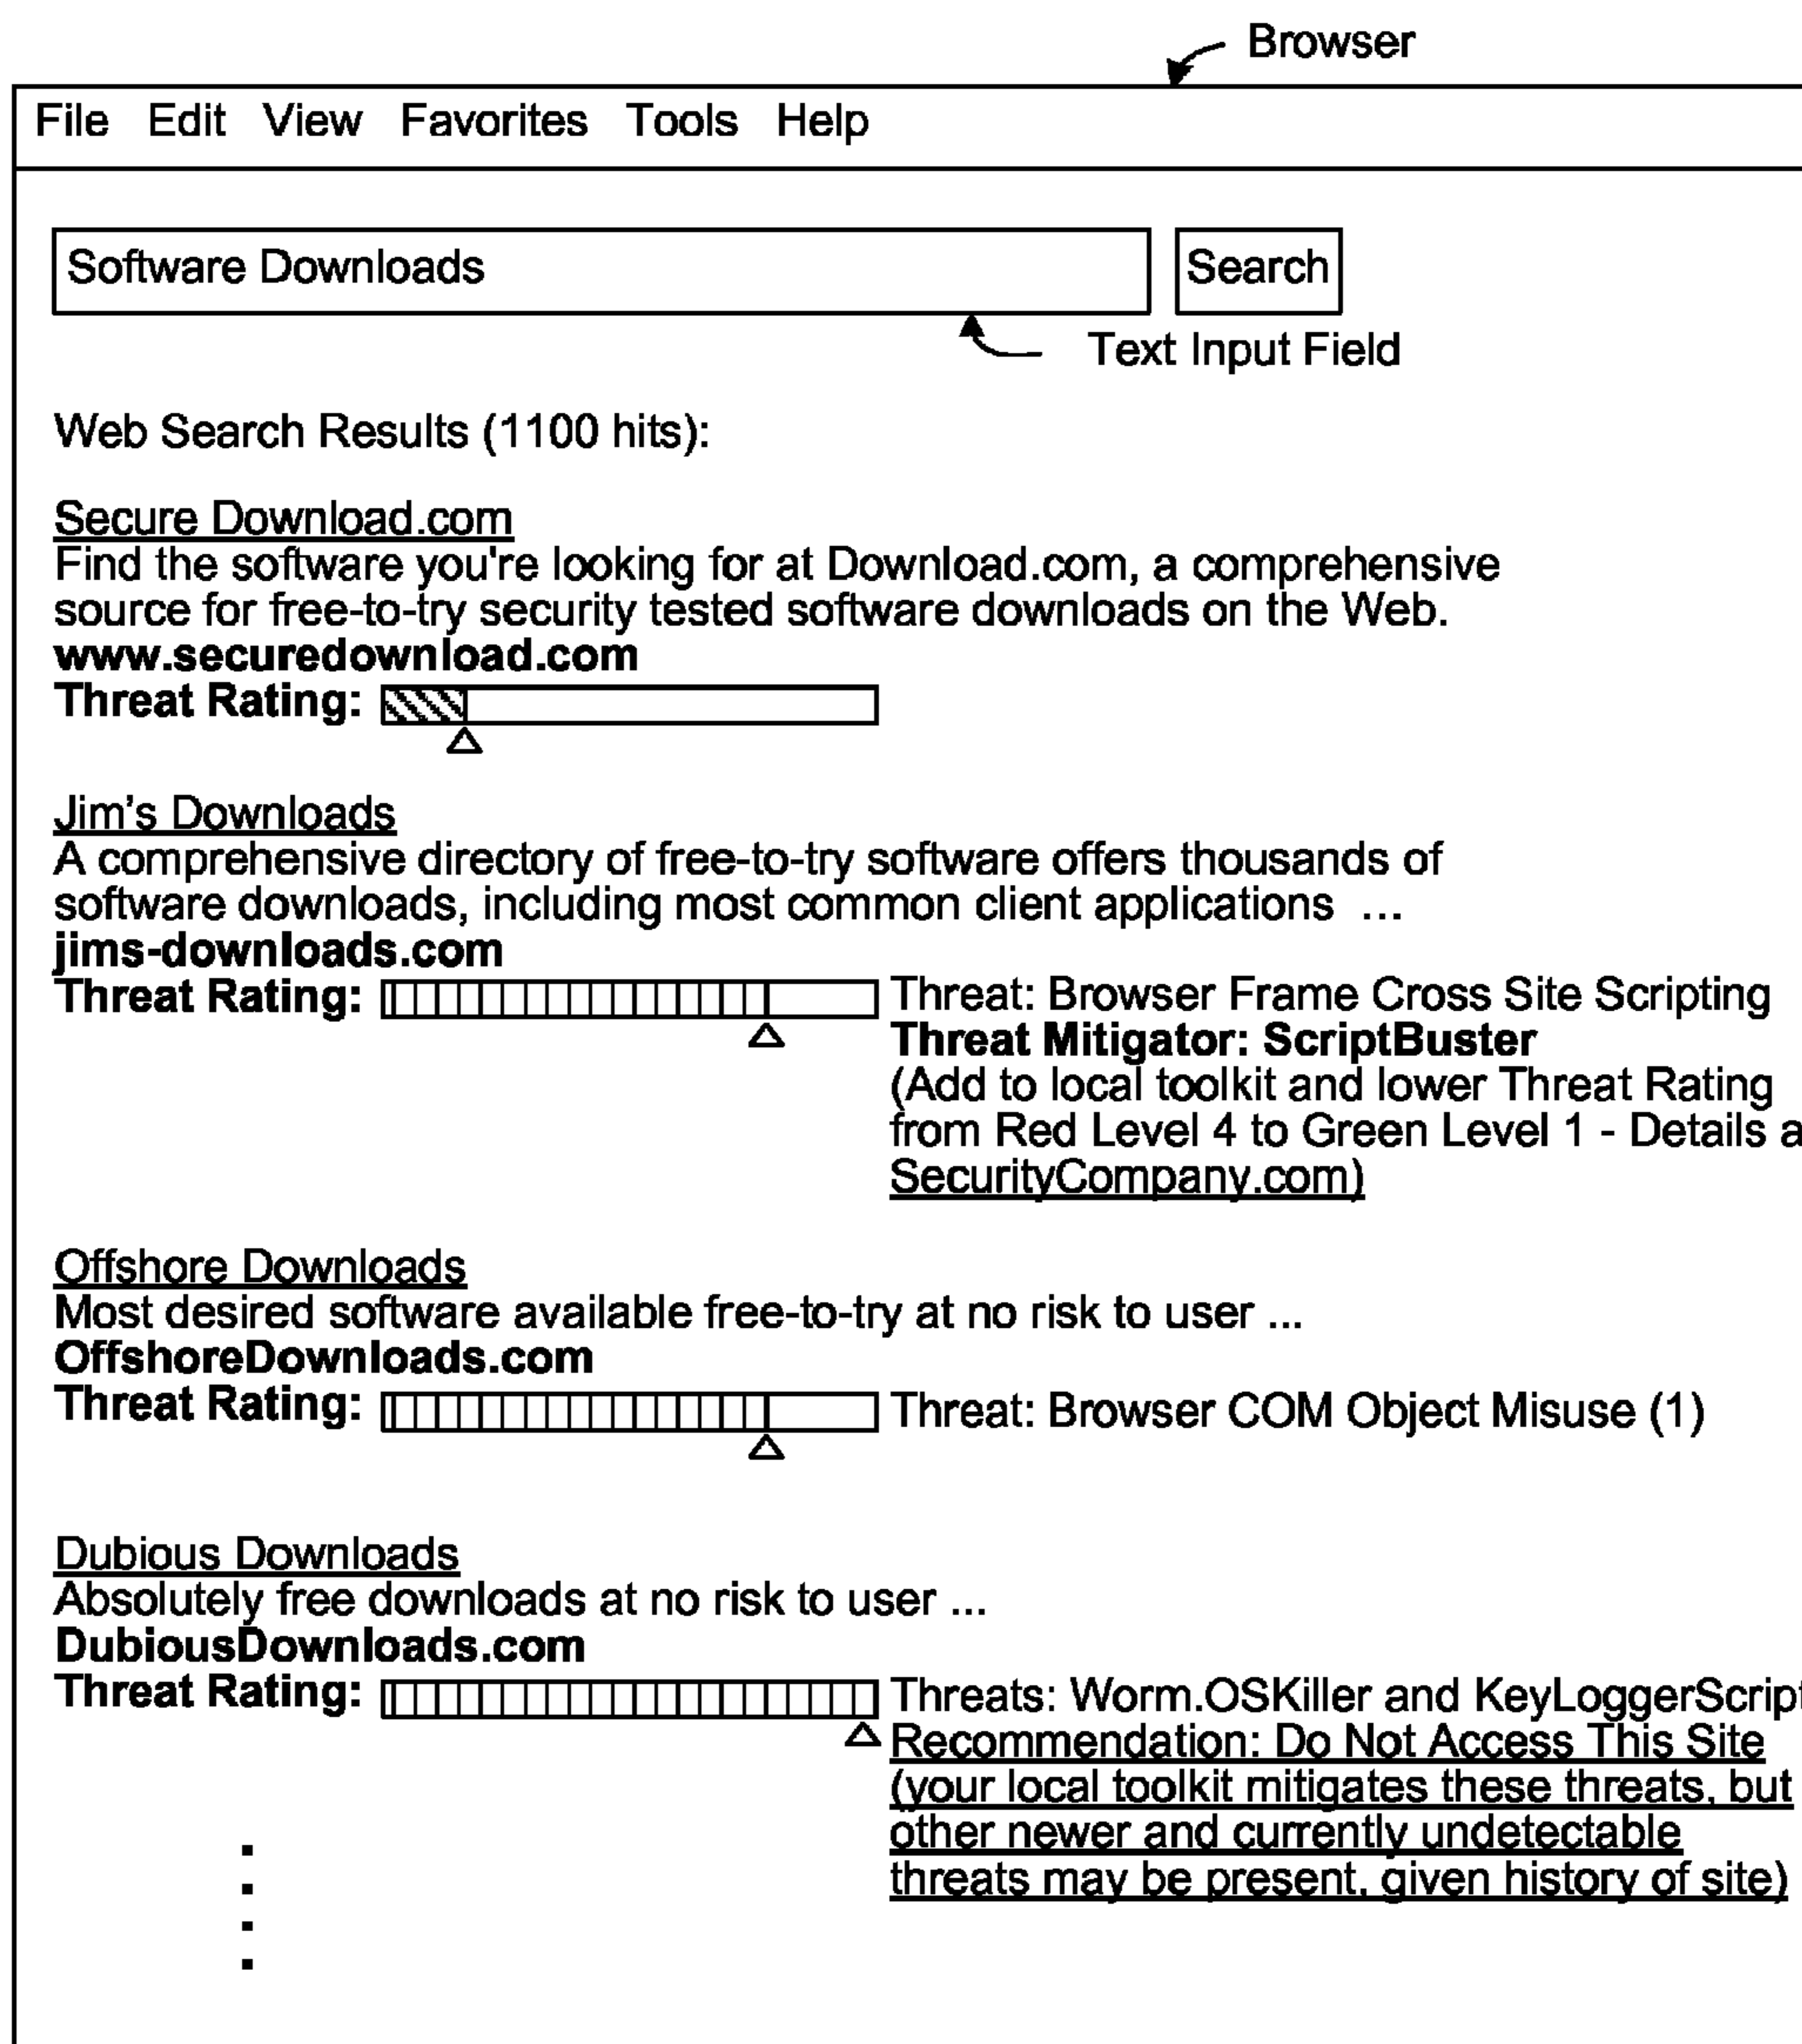 Browser
File Edit View Favorites Tools Help
Software Downloads
Search
Text Input Field
Web Search Results (1100 hits):
Secure Download.com
Find the software you're looking for at Download.com, a comprehensive
source for free-to-try security tested software downloads on the Web.
www.securedownload.com
Threat Rating:
Jim's Downloads
A comprehensive directory of free-to-try software offers thousands of
software downloads, including most common client applications ...
jims-downloads.com
Threat Rating:
Threat: Browser Frame Cross Site Scripting
Threat Mitigator: ScriptBuster
(Add to local toolkit and lower Threat Rating
from Red Level 4 to Green Level 1 - Details
SecurityCompany.com)
Offshore Downloads
Most desired software available free-to-try at no risk to user ...
OffshoreDownloads.com
Threat Rating:
Threat: Browser COM Object Misuse (1)
Dubious Downloads
Absolutely free downloads at no risk to user ...
DubiousDownloads.com
Threat Rating:
Threats: Worm.OSKiller and KeyLoggerScript
Recommendation: Do Not Access This Site
(your local toolkit mitigates these threats, but
other newer and currently undetectable
threats may be present, given history of site)